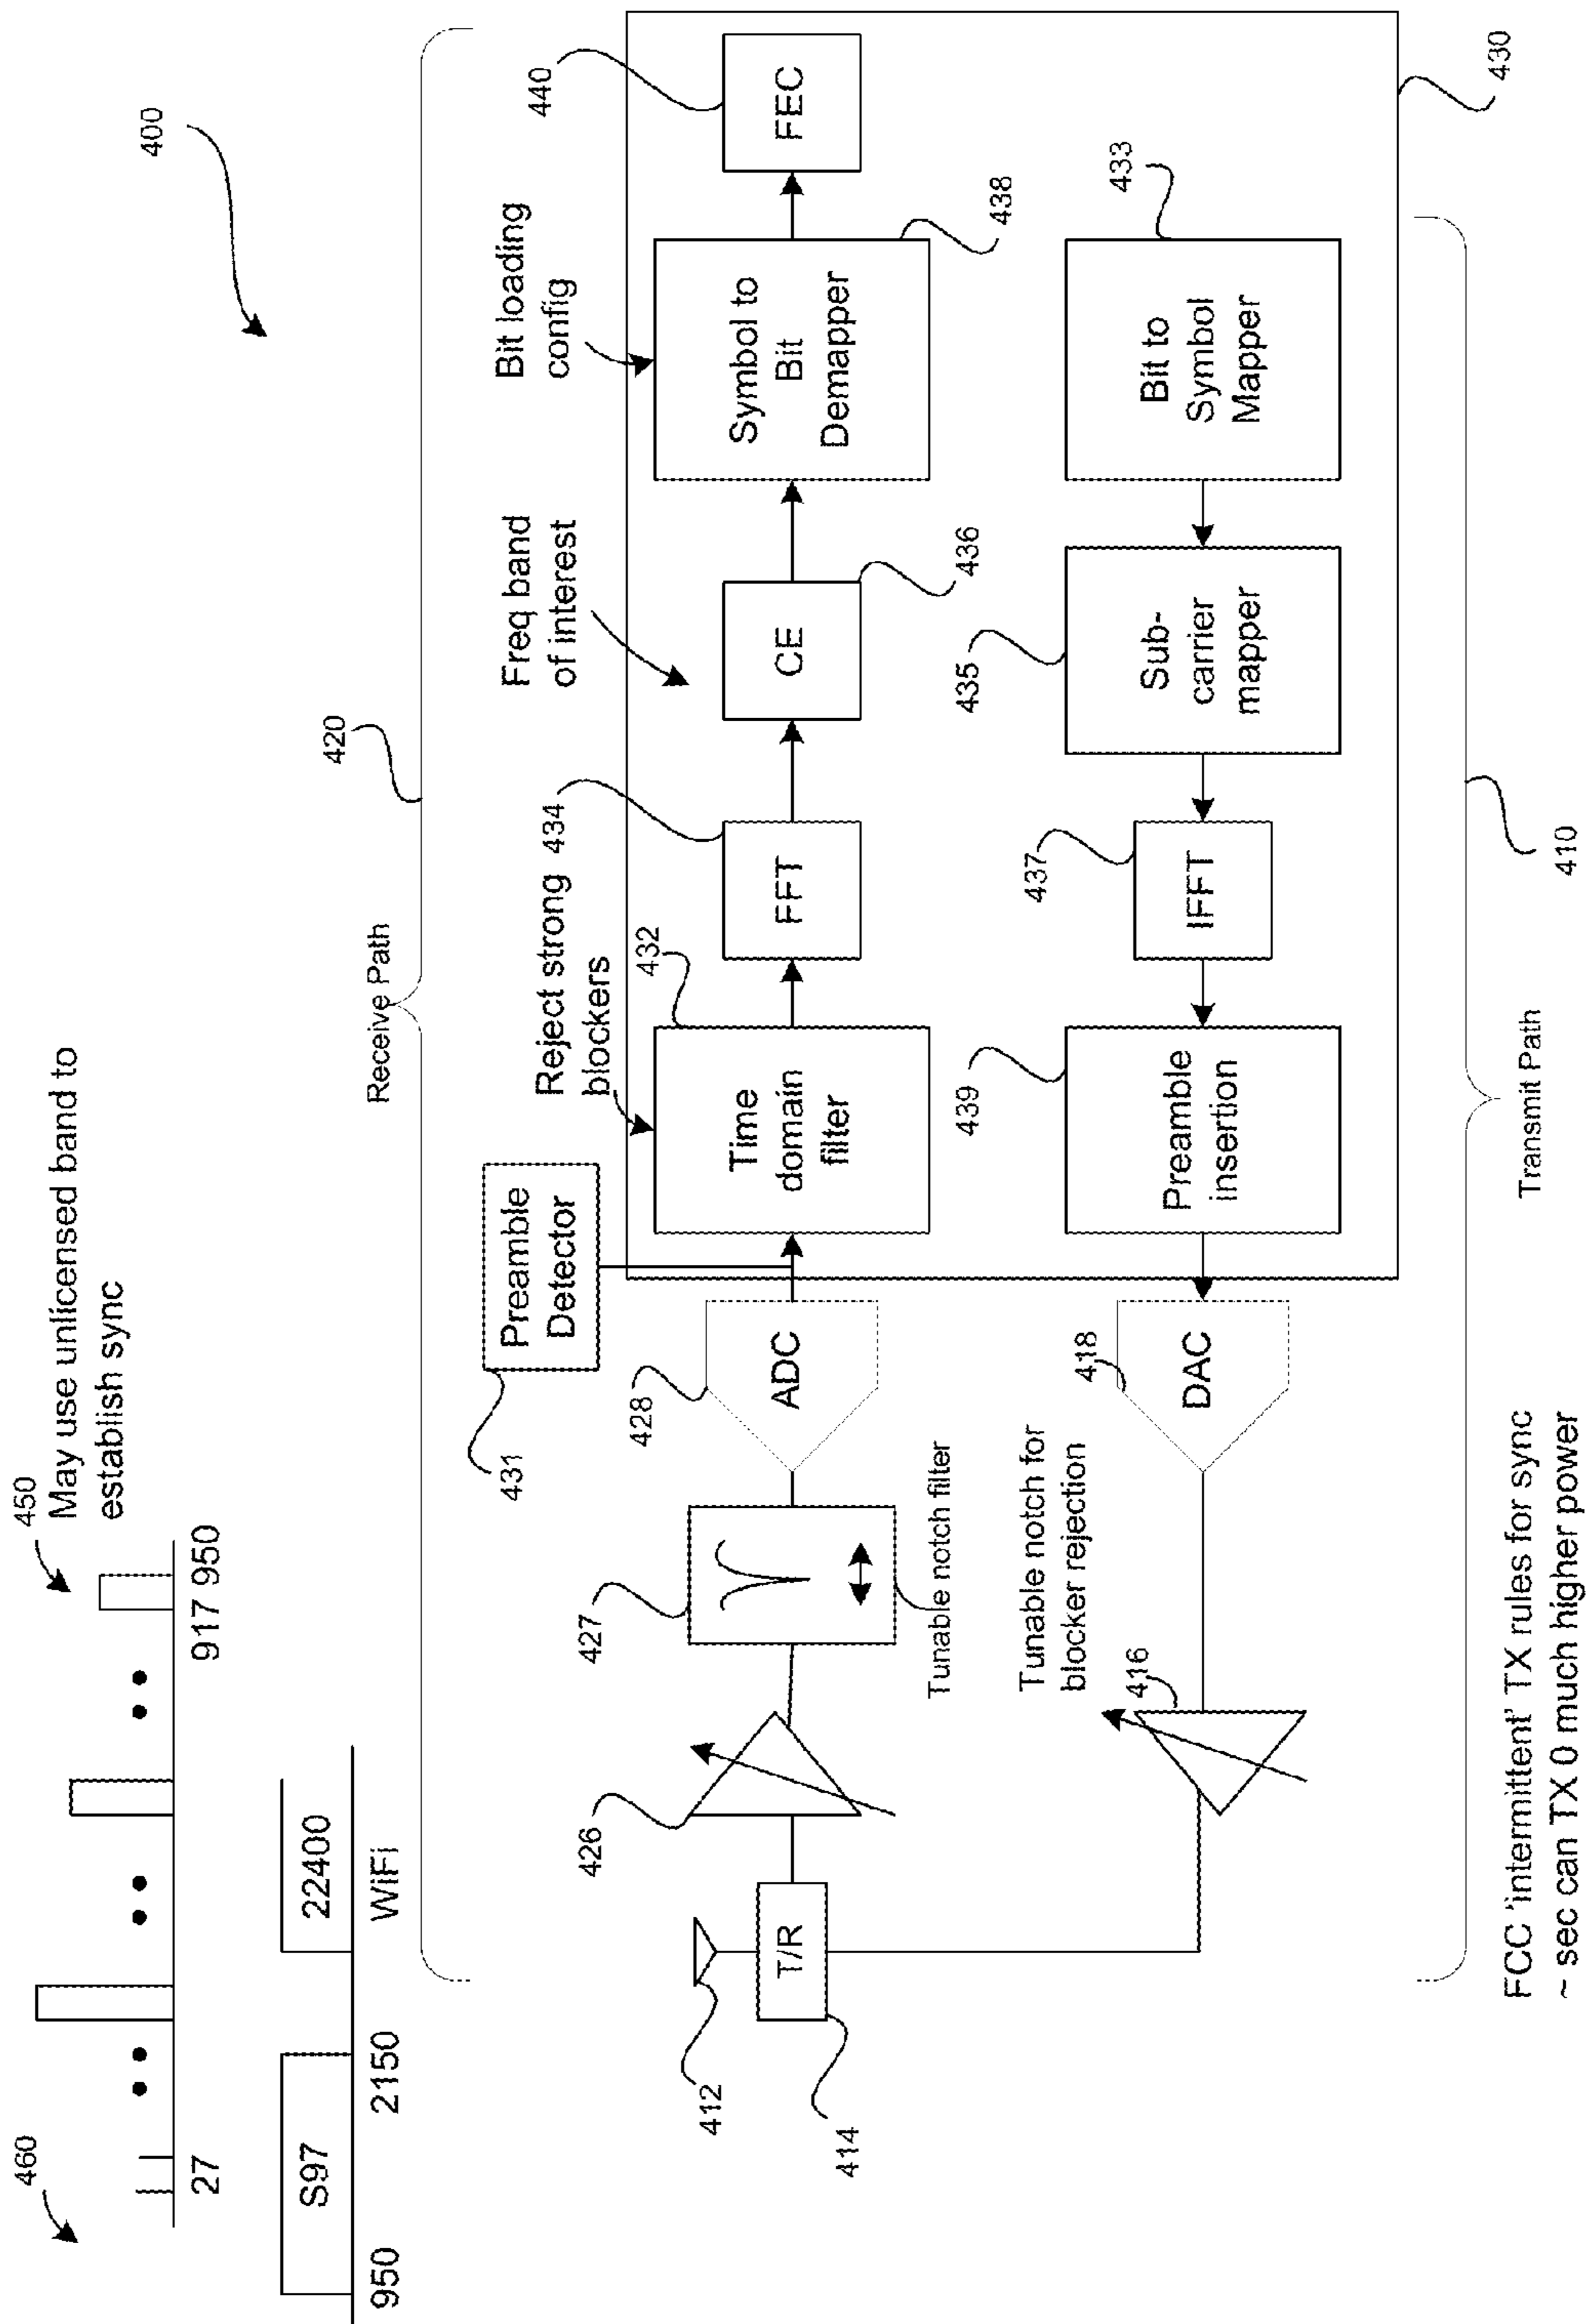 400
460
450
May use unlicensed band to
establish sync
27
917 950
S97
22400
950
2150
WiFi
420
Receive Path
431
Preamble
Detector
Reject strong
blockers
Freq band
of interest
Bit loading
config
412
414
T/R
426
427
Tunable notch filter
428
ADC
432
Time
domain
filter
434
FFT
436
CE
438
Symbol to
Bit
Demapper
440
FEC
430
Tunable notch for
blocker rejection
416
418
DAC
439
Preamble
insertion
437
IFFT
435
Sub-
carrier
mapper
433
Bit to
Symbol
Mapper
Transmit Path
410
FCC 'intermittent' TX rules for sync
~ sec can TX 0 much higher power